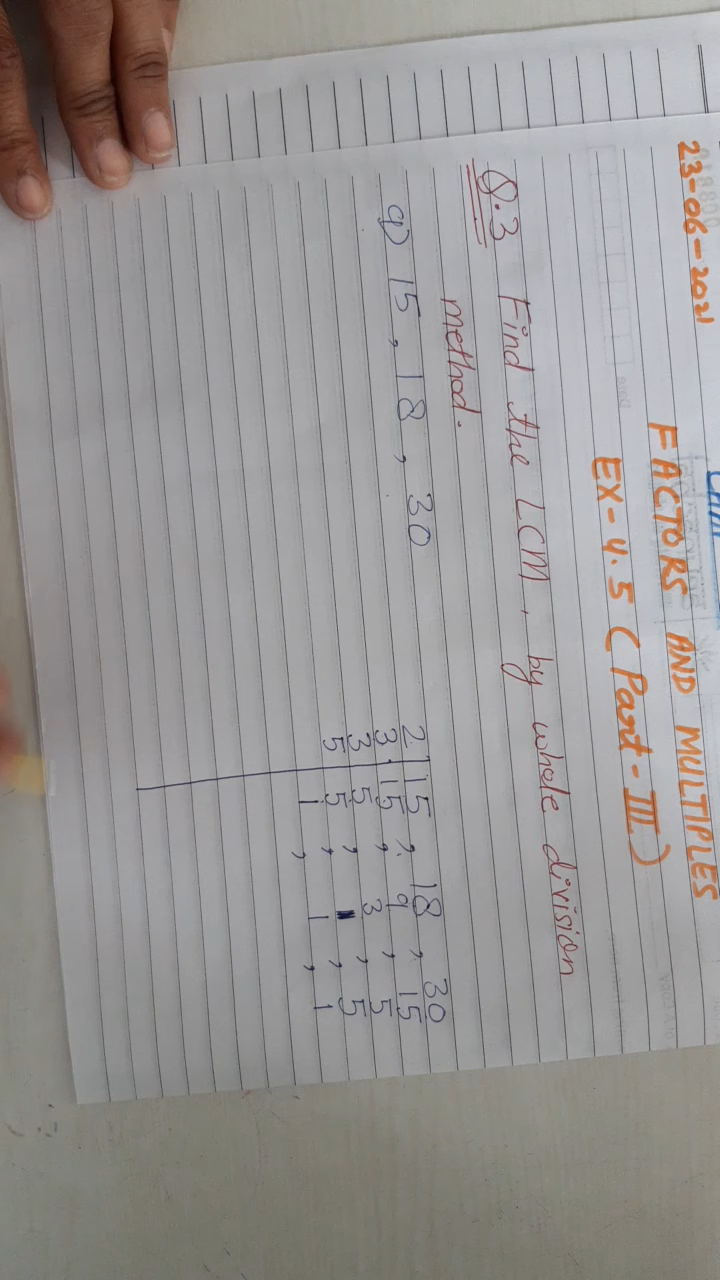 23-06-2021
FACTORS AND MULTIPLES
EX-4.5 (Part-III)
Q.3 Find the LCM, by whole division
method.
a) 15, 18, 30
2 | 15, 18, 30
3 | 15, 9, 15
3 | 5, 3, 5
5 | 5, 1, 5
1, 1, 1